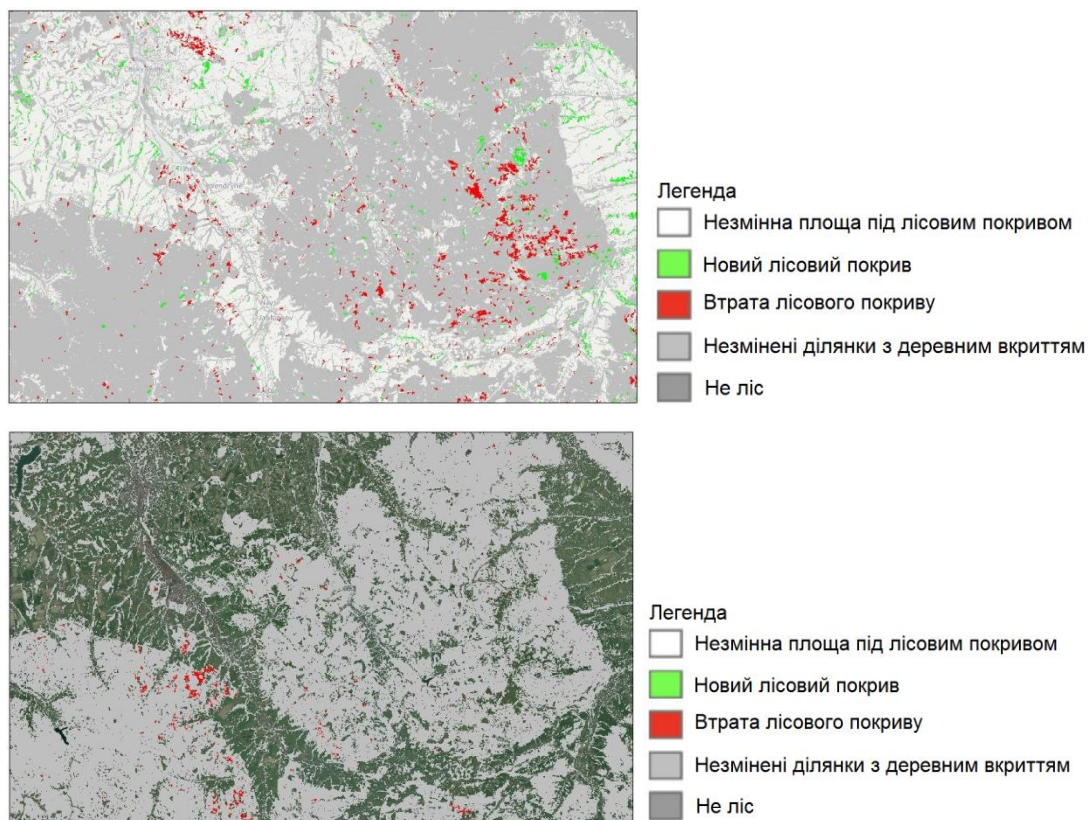 Легенда
Незмінна площа під лісовим покривом
Новий лісовий покрив
Втрата лісового покриву
Незмінені ділянки з деревним вкриттям
Не ліс
Легенда
Незмінна площа під лісовим покривом
Новий лісовий покрив
Втрата лісового покриву
Незмінені ділянки з деревним вкриттям
Не ліс